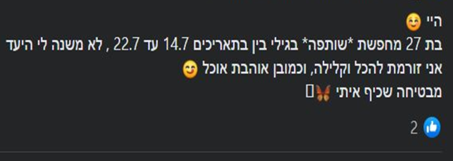 היי 😊
בת 27 מחפשת *שותפה* בגילי בין בתאריכים 14.7 עד 22.7 , לא משנה לי היעד
אני זורמת להכל וקלילה, וכמובן אוהבת אוכל 😊
מבטיחה שכיף איתי 🦋▯
2